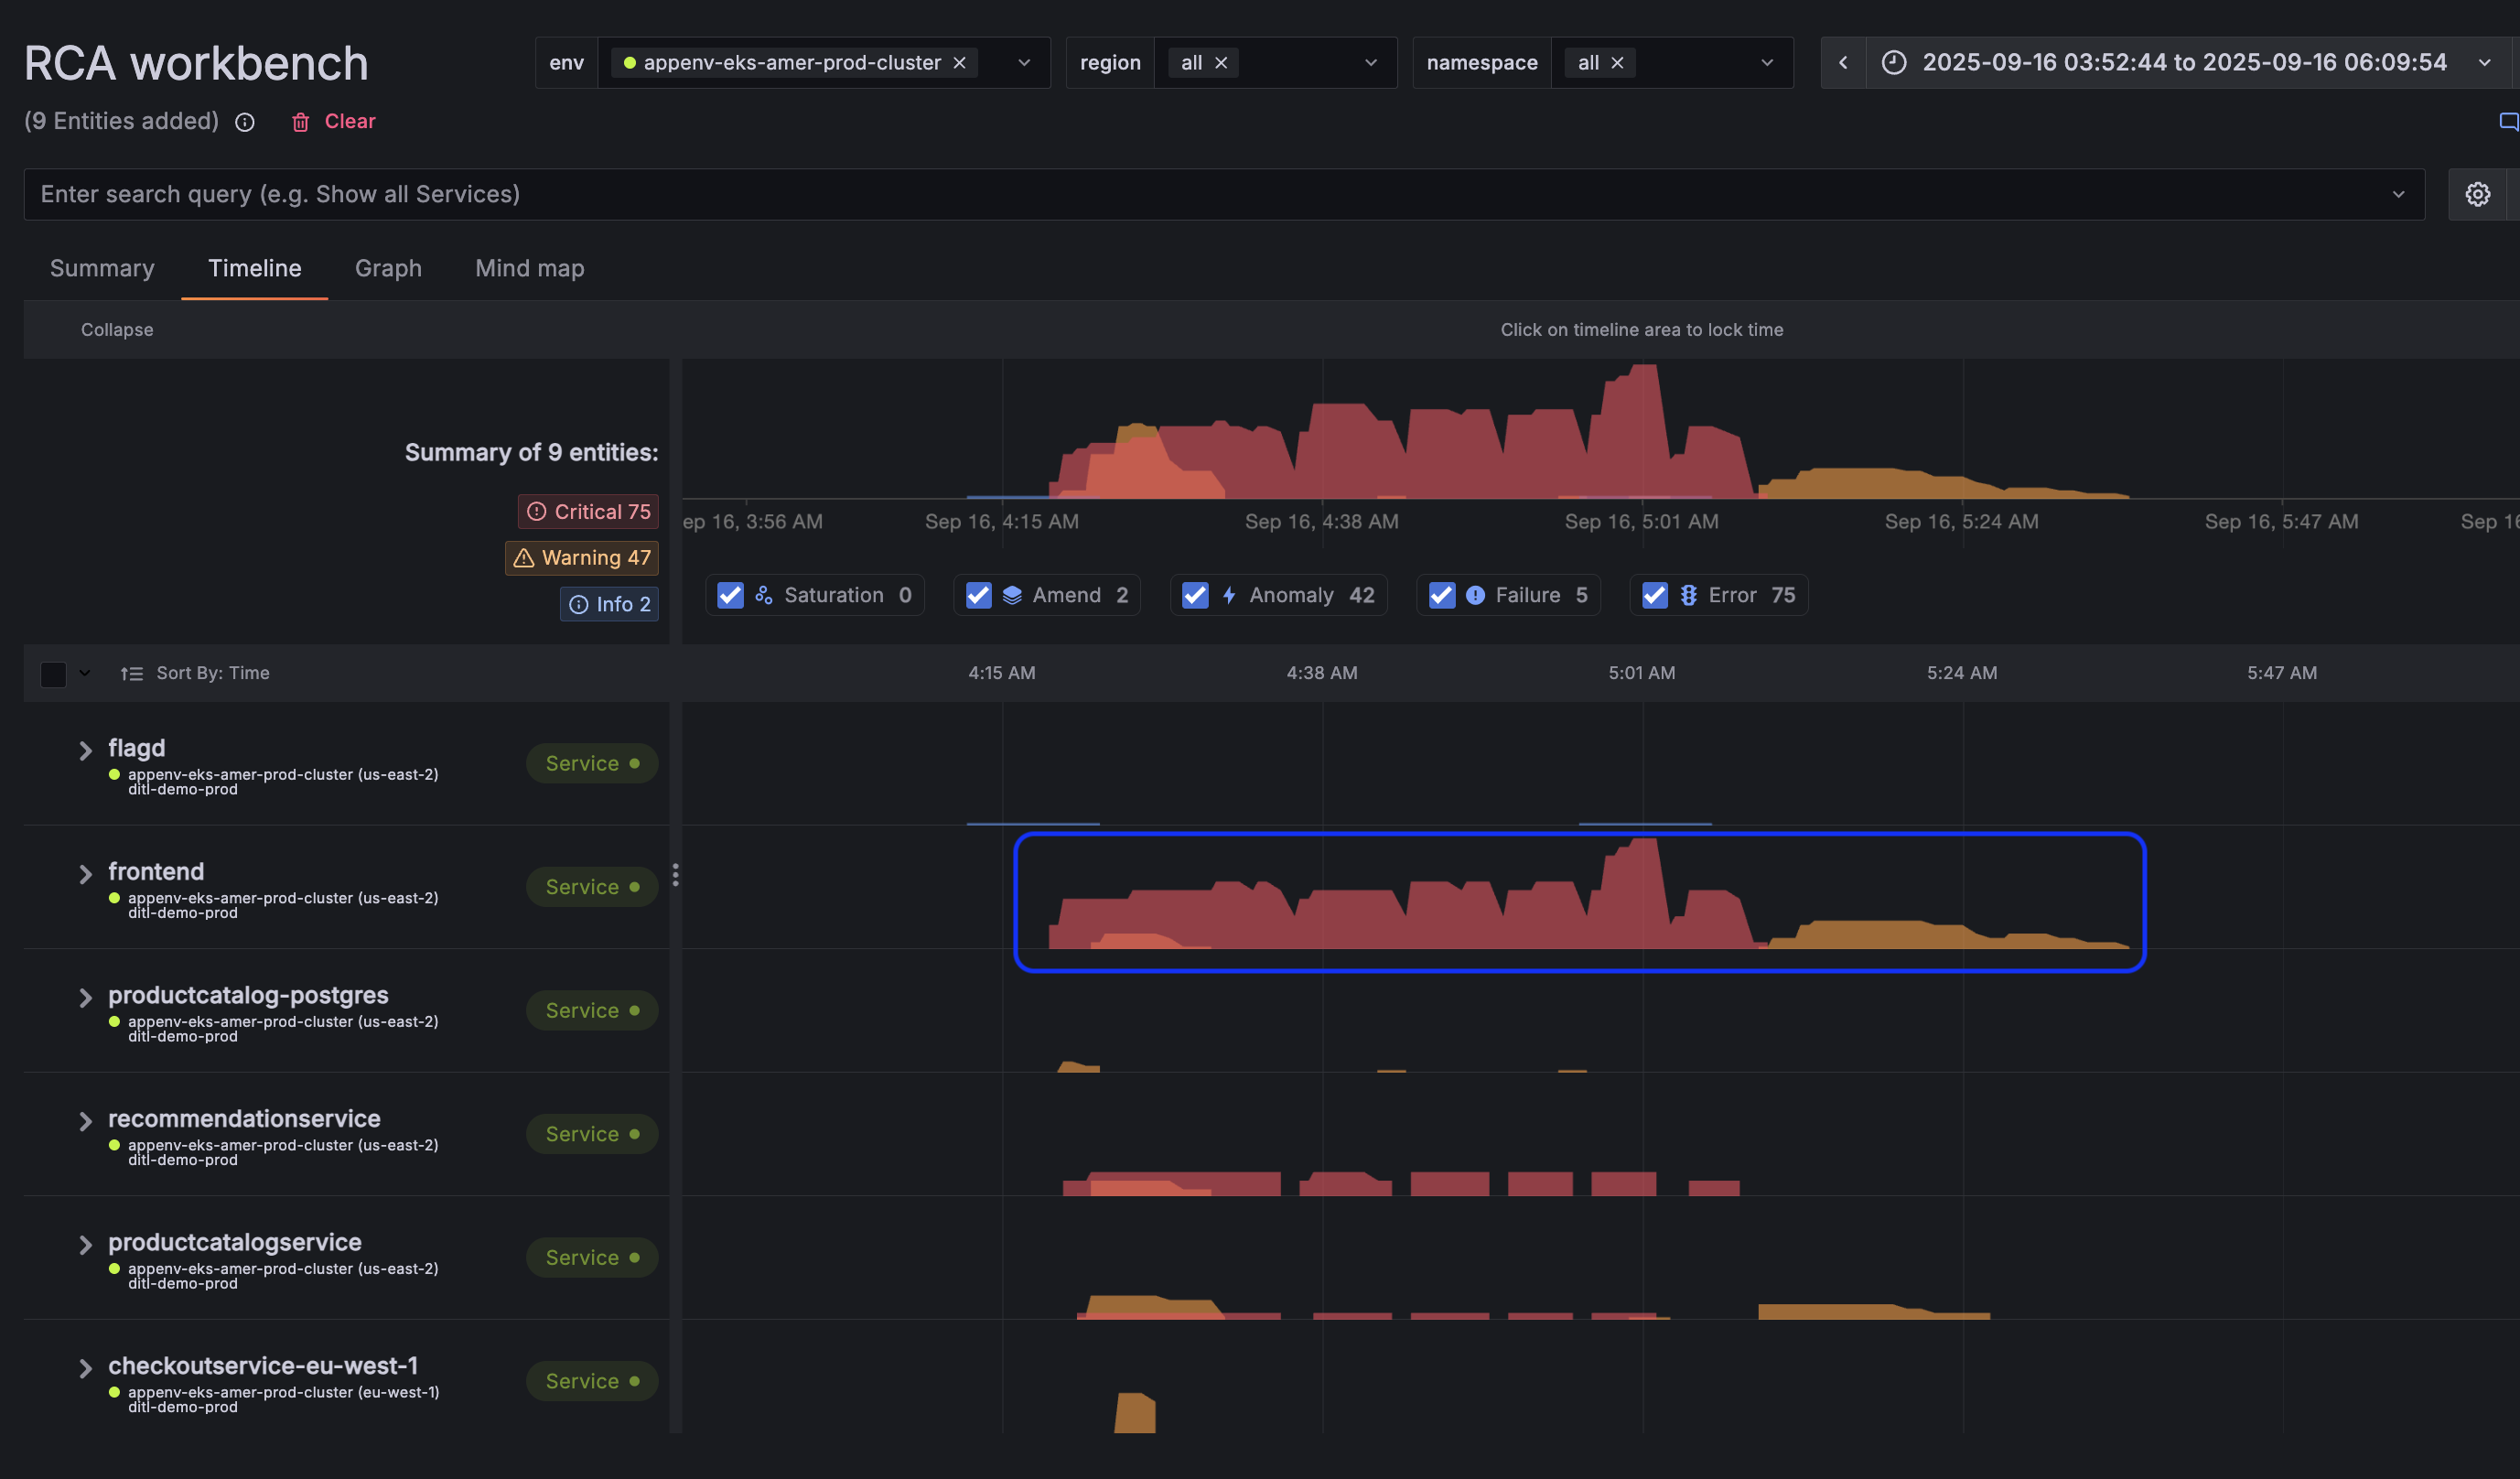 RCA workbench
env appenv-eks-amer-prod-cluster region all namespace all 2025-09-16 03:52:44 to 2025-09-16 06:09:54
(9 Entities added) Clear
Enter search query (e.g. Show all Services)
Summary Timeline Graph Mind map
Collapse Click on timeline area to lock time
Summary of 9 entities:
Critical 75
Warning 47
Info 2
ep 16, 3:56 AM Sep 16, 4:15 AM Sep 16, 4:38 AM Sep 16, 5:01 AM Sep 16, 5:24 AM Sep 16, 5:47 AM Sep 16
Saturation 0 Amend 2 Anomaly 42 Failure 5 Error 75
Sort By: Time 4:15 AM 4:38 AM 5:01 AM 5:24 AM 5:47 AM
flagd Service
appenv-eks-amer-prod-cluster (us-east-2)
ditl-demo-prod
frontend Service
appenv-eks-amer-prod-cluster (us-east-2)
ditl-demo-prod
productcatalog-postgres Service
appenv-eks-amer-prod-cluster (us-east-2)
ditl-demo-prod
recommendationservice Service
appenv-eks-amer-prod-cluster (us-east-2)
ditl-demo-prod
productcatalogservice Service
appenv-eks-amer-prod-cluster (us-east-2)
ditl-demo-prod
checkoutservice-eu-west-1 Service
appenv-eks-amer-prod-cluster (eu-west-1)
ditl-demo-prod